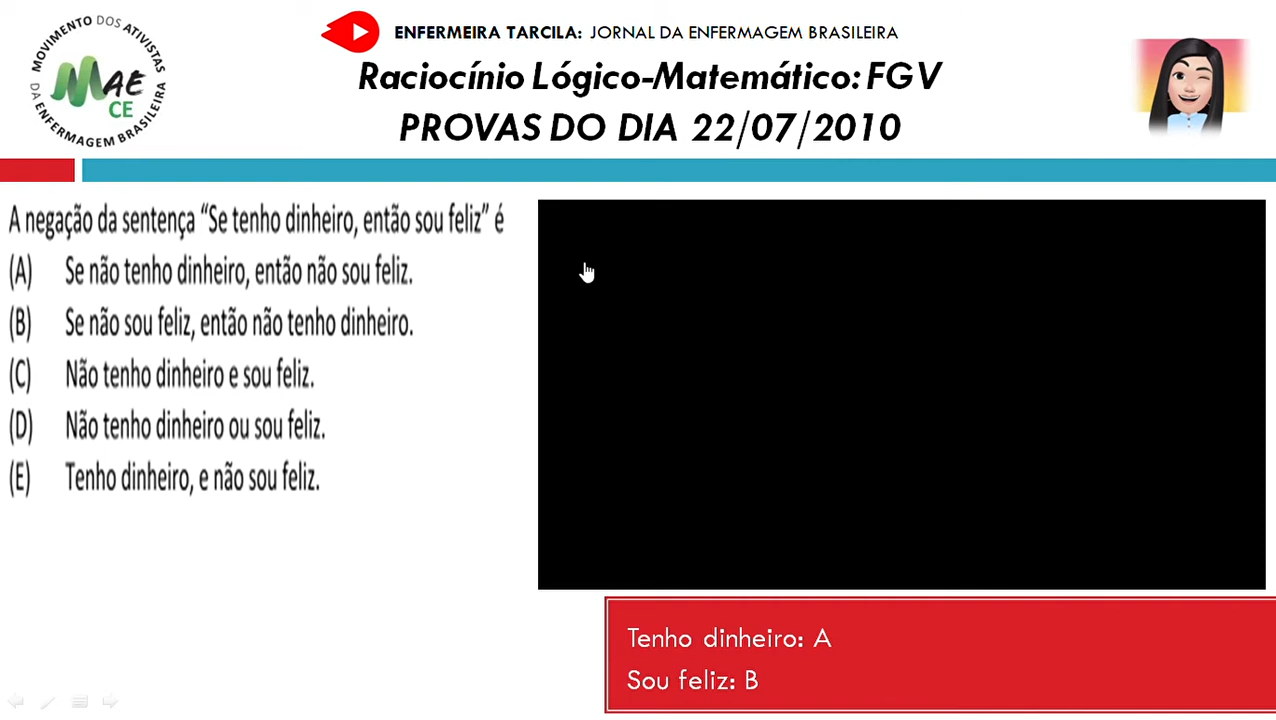 MOVIMENTO DOS ATIVISTAS
DA ENFERMAGEM BRASILEIRA
MAE
CE
ENFERMEIRA TARCILA: JORNAL DA ENFERMAGEM BRASILEIRA
Raciocínio Lógico-Matemático: FGV
PROVAS DO DIA 22/07/2010
A negação da sentença “Se tenho dinheiro, então sou feliz” é
(A) Se não tenho dinheiro, então não sou feliz.
(B) Se não sou feliz, então não tenho dinheiro.
(C) Não tenho dinheiro e sou feliz.
(D) Não tenho dinheiro ou sou feliz.
(E) Tenho dinheiro, e não sou feliz.
Tenho dinheiro: A
Sou feliz: B